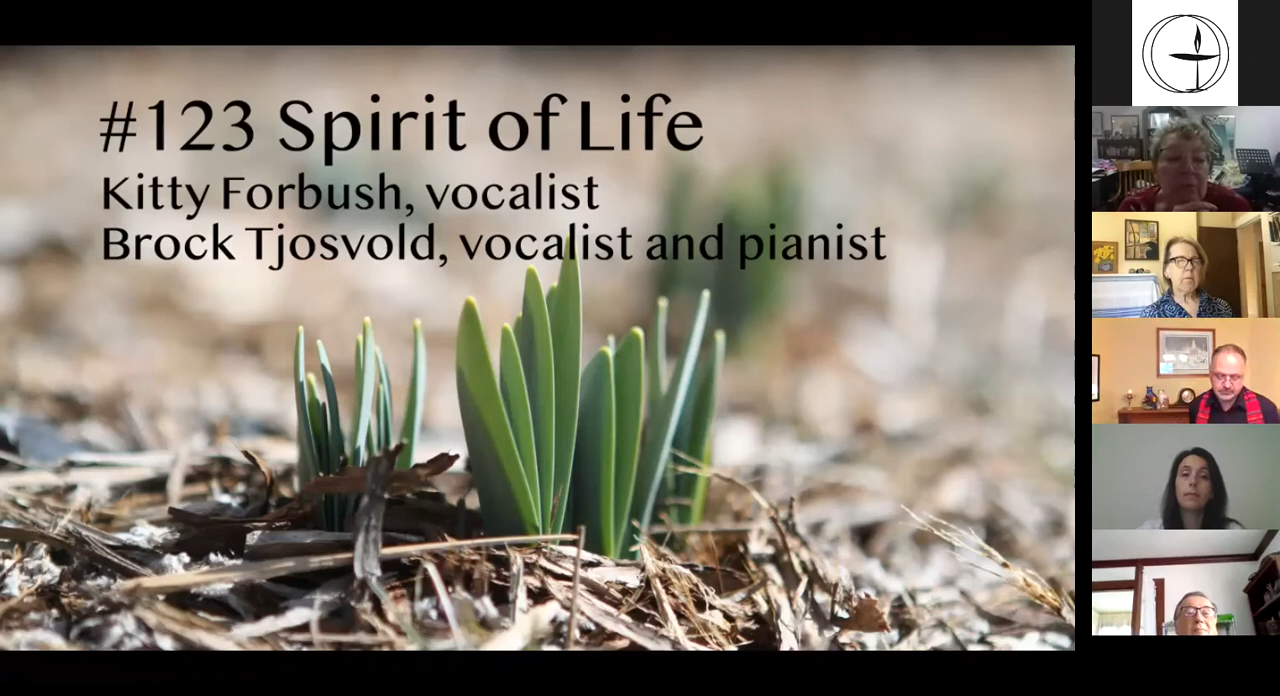 #123 Spirit of Life
Kitty Forbush, vocalist
Brock Tjosvold, vocalist and pianist